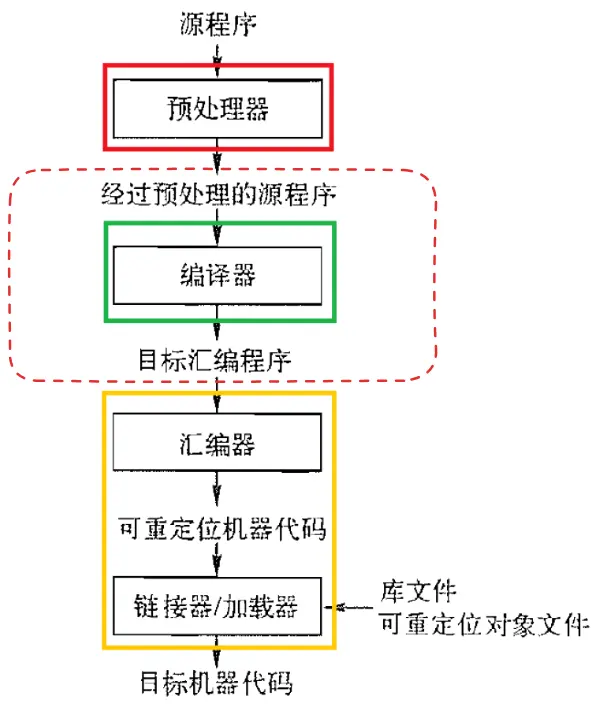 源程序
预处理器
经过预处理的源程序
编译器
目标汇编程序
汇编器
可重定位机器代码
链接器/加载器
库文件
可重定位对象文件
目标机器代码